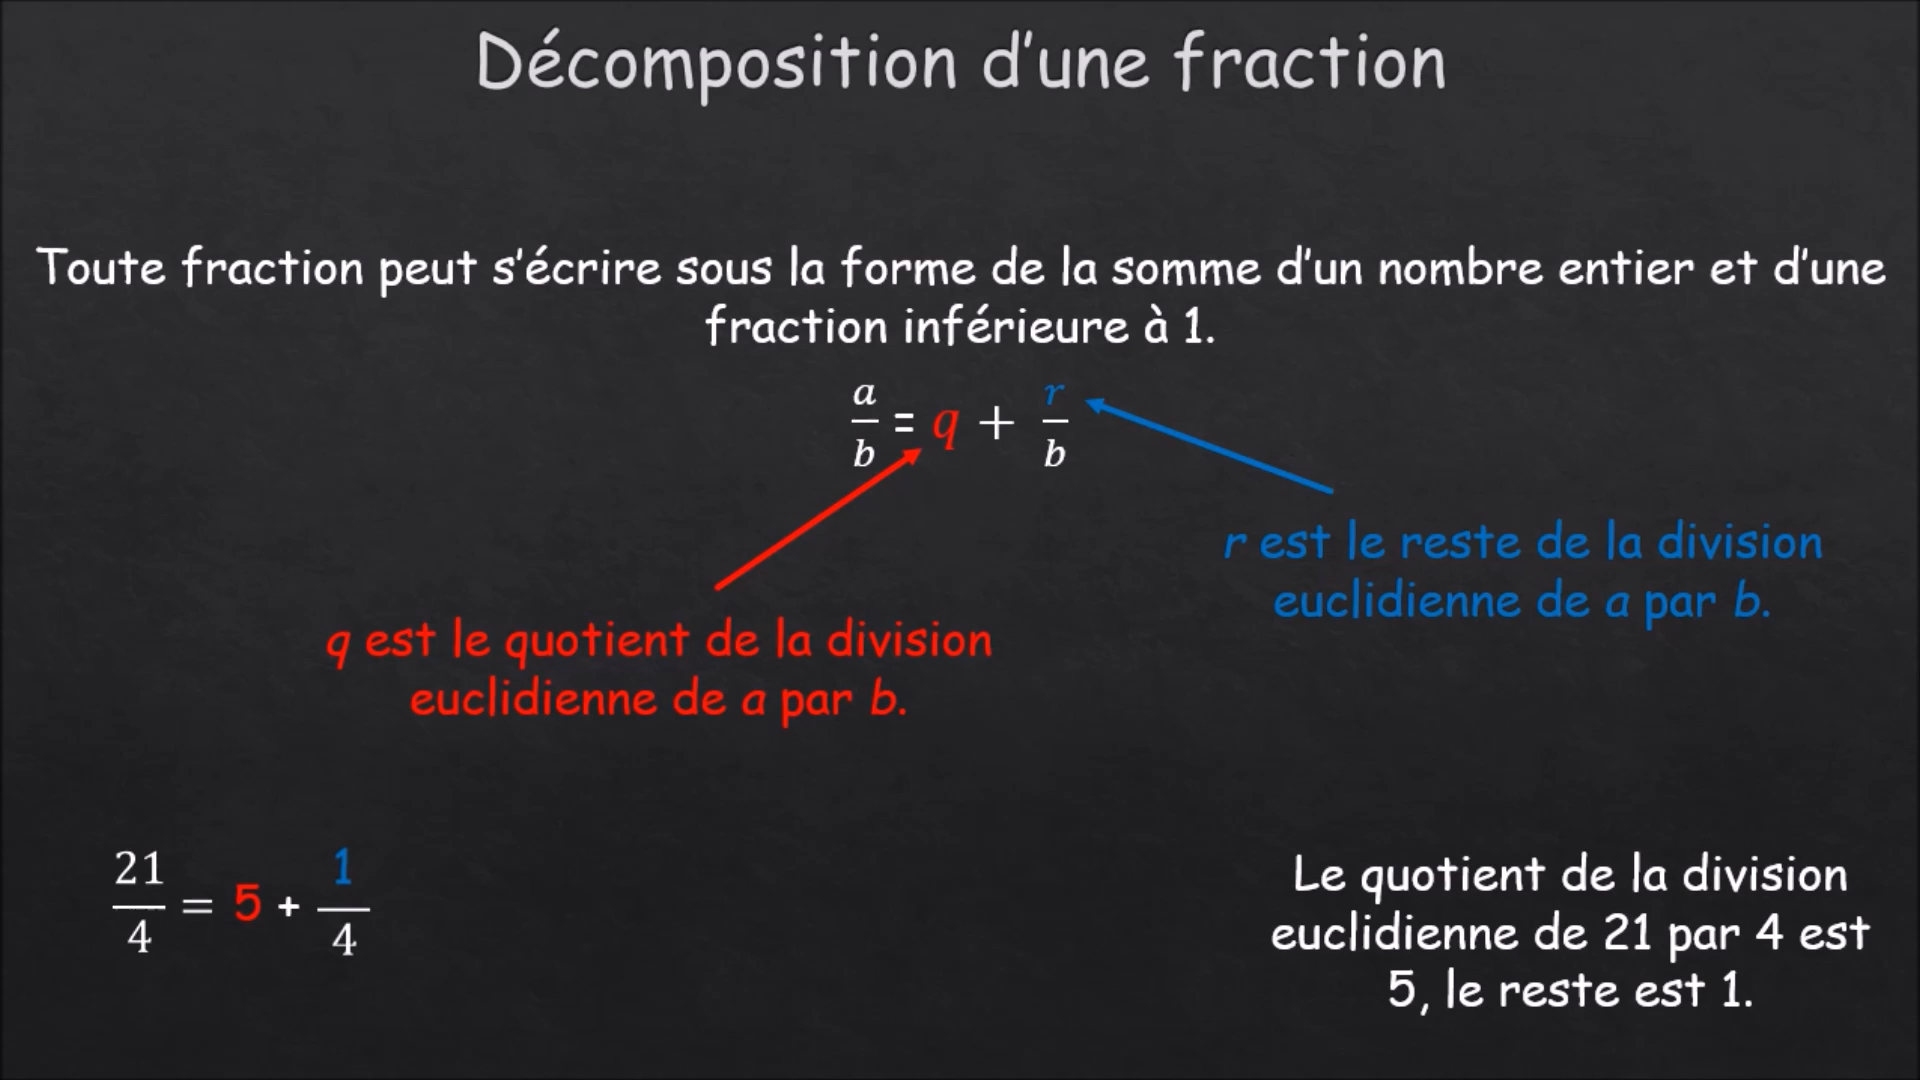 Décomposition d’une fraction
Toute fraction peut s’écrire sous la forme de la somme d’un nombre entier et d’une
fraction inférieure à 1.
a/b = q + r/b
r est le reste de la division
euclidienne de a par b.
q est le quotient de la division
euclidienne de a par b.
21/4 = 5 + 1/4
Le quotient de la division
euclidienne de 21 par 4 est
5, le reste est 1.